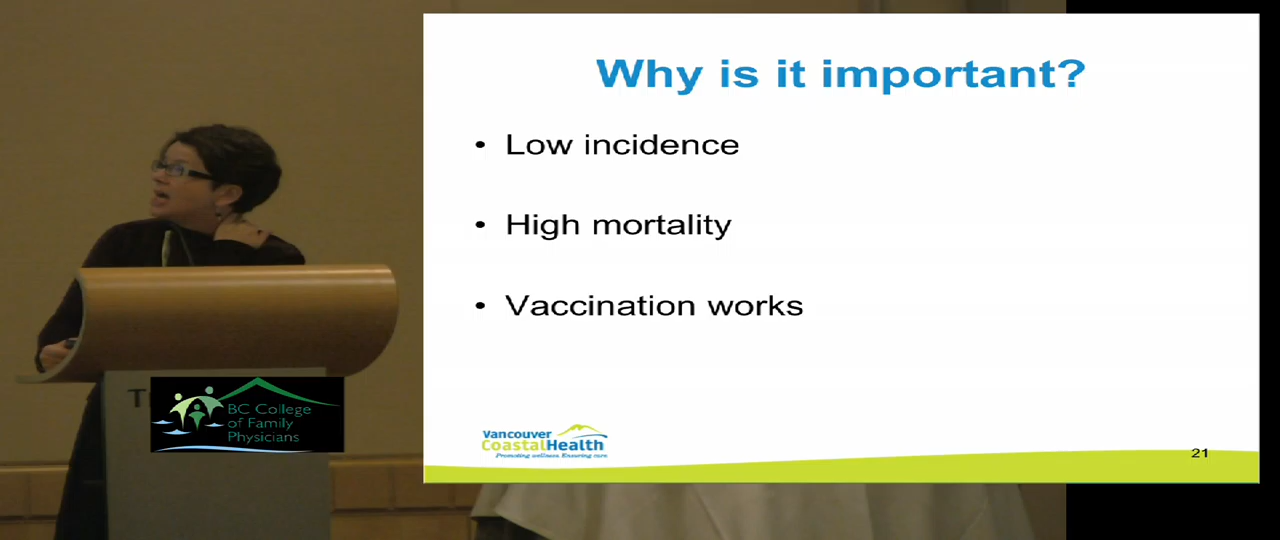 Why is it important?
• Low incidence
• High mortality
• Vaccination works
Vancouver
CoastalHealth
Promoting wellness. Ensuring care.
21
BC College
of Family
Physicians